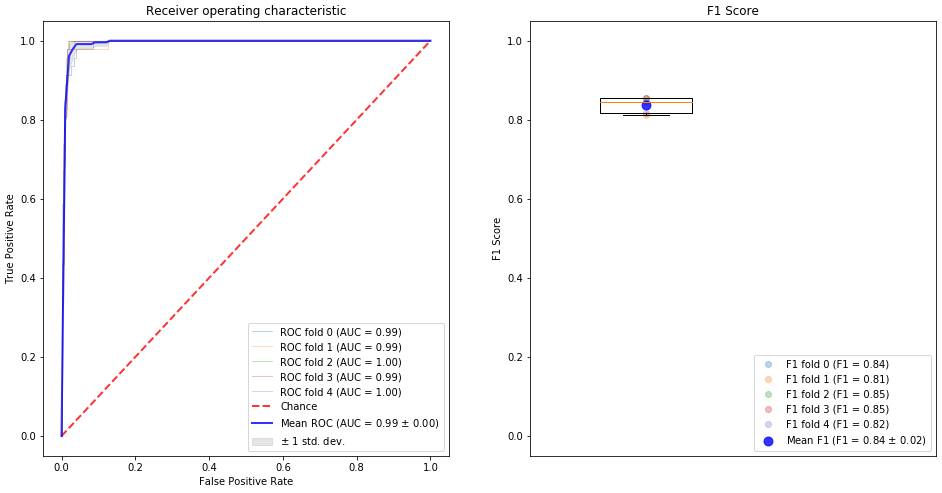 Receiver operating characteristic
True Positive Rate
1.0
0.8
0.6
0.4
0.2
0.0
0.0 0.2 0.4 0.6 0.8 1.0
False Positive Rate
ROC fold 0 (AUC = 0.99)
ROC fold 1 (AUC = 0.99)
ROC fold 2 (AUC = 1.00)
ROC fold 3 (AUC = 0.99)
ROC fold 4 (AUC = 1.00)
Chance
Mean ROC (AUC = 0.99 ± 0.00)
± 1 std. dev.
F1 Score
F1 Score
1.0
0.8
0.6
0.4
0.2
0.0
F1 fold 0 (F1 = 0.84)
F1 fold 1 (F1 = 0.81)
F1 fold 2 (F1 = 0.85)
F1 fold 3 (F1 = 0.85)
F1 fold 4 (F1 = 0.82)
Mean F1 (F1 = 0.84 ± 0.02)